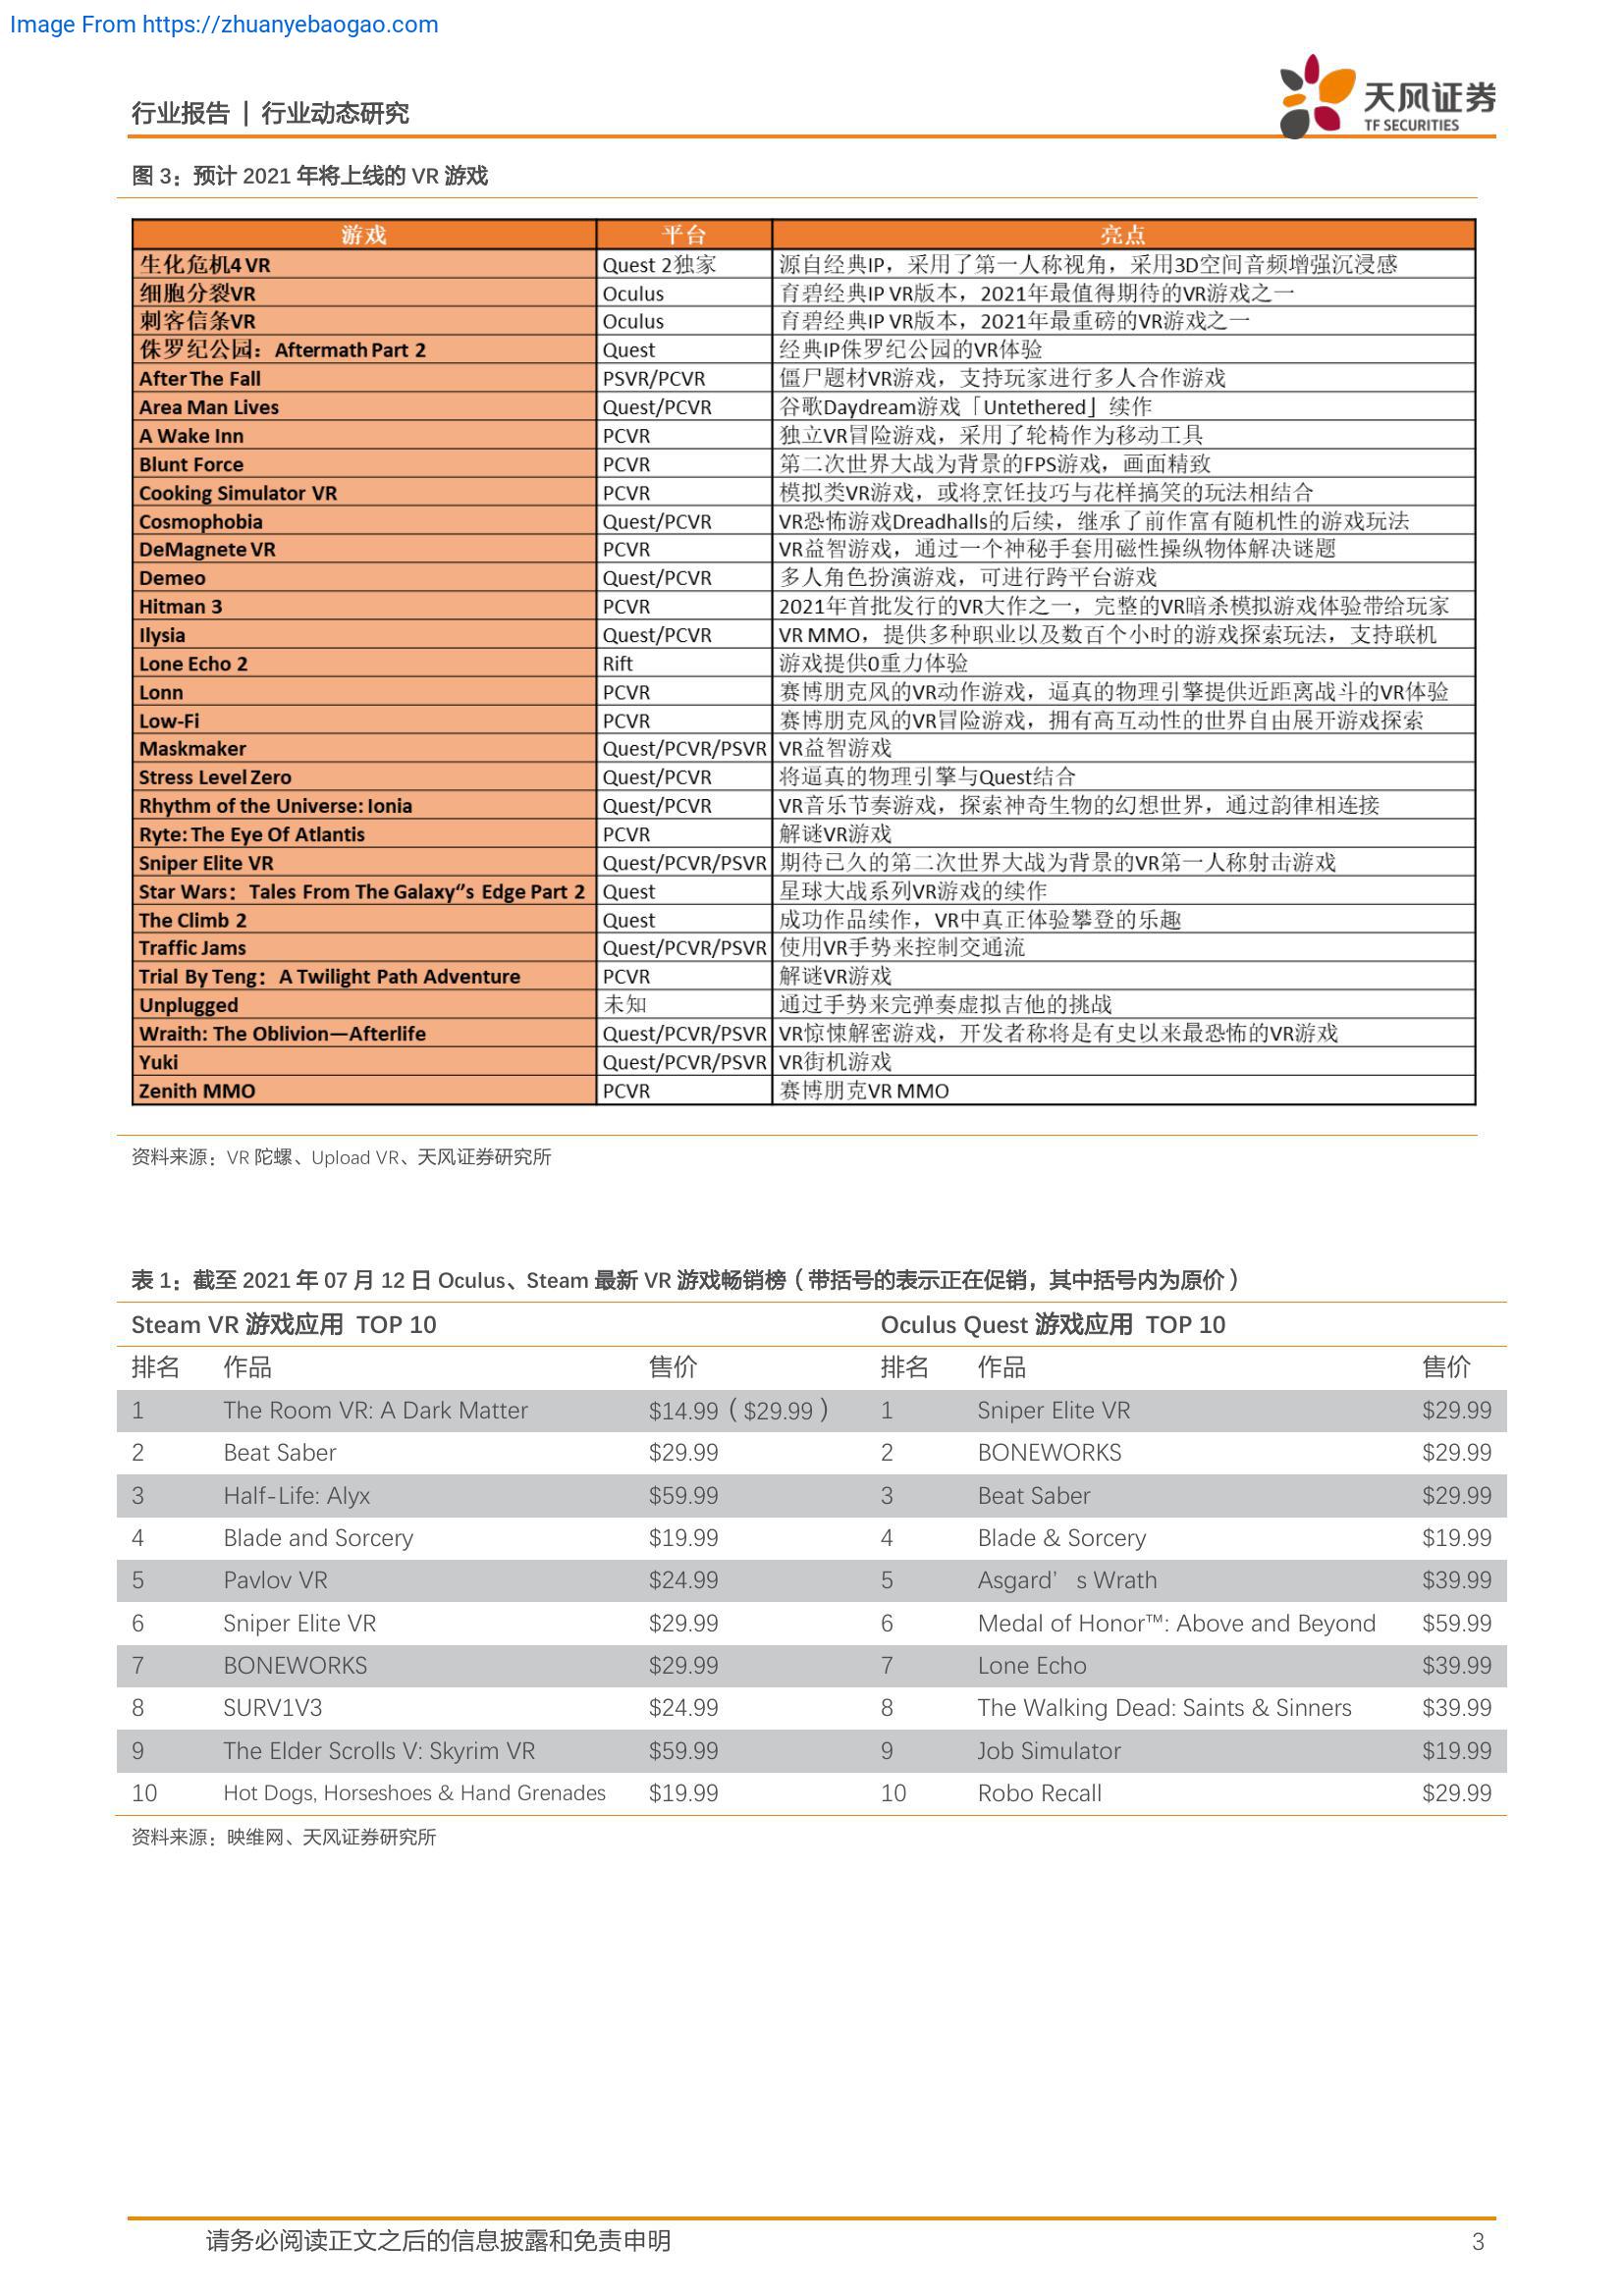 Image From https://zhuanyebaogao.com
行业报告 | 行业动态研究
天风证券
TF SECURITIES
图 3：预计 2021 年将上线的 VR 游戏
游戏 平台 亮点
生化危机4 VR Quest 2独家 源自经典IP，采用了第一人称视角，采用3D空间音频增强沉浸感
细胞分裂VR Oculus 育碧经典IP VR版本，2021年最值得期待的VR游戏之一
刺客信条VR Oculus 育碧经典IP VR版本，2021年最重磅的VR游戏之一
侏罗纪公园：Aftermath Part 2 Quest 经典IP侏罗纪公园的VR体验
After The Fall PSVR/PCVR 僵尸题材VR游戏，支持玩家进行多人合作游戏
Area Man Lives Quest/PCVR 谷歌Daydream游戏「Untethered」续作
A Wake Inn PCVR 独立VR冒险游戏，采用了轮椅作为移动工具
Blunt Force PCVR 第二次世界大战为背景的FPS游戏，画面精致
Cooking Simulator VR PCVR 模拟类VR游戏，或将烹饪技巧与花样搞笑的玩法相结合
Cosmophobia Quest/PCVR VR恐怖游戏Dreadhalls的后续，继承了前作富有随机性的游戏玩法
DeMagnete VR PCVR VR益智游戏，通过一个神秘手套用磁性操纵物体解决谜题
Demeo Quest/PCVR 多人角色扮演游戏，可进行跨平台游戏
Hitman 3 PCVR 2021年首批发行的VR大作之一，完整的VR暗杀模拟游戏体验带给玩家
Ilysia Quest/PCVR VR MMO，提供多种职业以及数百个小时的游戏探索玩法，支持联机
Lone Echo 2 Rift 游戏提供0重力体验
Lonn PCVR 赛博朋克风的VR动作游戏，逼真的物理引擎提供近距离战斗的VR体验
Low-Fi PCVR 赛博朋克风的VR冒险游戏，拥有高互动性的世界自由展开游戏探索
Maskmaker Quest/PCVR/PSVR VR益智游戏
Stress Level Zero Quest/PCVR 将逼真的物理引擎与Quest结合
Rhythm of the Universe: Ionia Quest/PCVR VR音乐节奏游戏，探索神奇生物的幻想世界，通过韵律相连接
Ryte: The Eye Of Atlantis PCVR 解谜VR游戏
Sniper Elite VR Quest/PCVR/PSVR 期待已久的第二次世界大战为背景的VR第一人称射击游戏
Star Wars：Tales From The Galaxy“s Edge Part 2 Quest 星球大战系列VR游戏的续作
The Climb 2 Quest 成功作品续作，VR中真正体验攀登的乐趣
Traffic Jams Quest/PCVR/PSVR 使用VR手势来控制交通流
Trial By Teng：A Twilight Path Adventure PCVR 解谜VR游戏
Unplugged 未知 通过手势来完弹奏虚拟吉他的挑战
Wraith: The Oblivion—Afterlife Quest/PCVR/PSVR VR惊悚解密游戏，开发者称将是有史以来最恐怖的VR游戏
Yuki Quest/PCVR/PSVR VR街机游戏
Zenith MMO PCVR 赛博朋克VR MMO
资料来源：VR 陀螺、Upload VR、天风证券研究所
表 1：截至 2021 年 07 月 12 日 Oculus、Steam 最新 VR 游戏畅销榜（带括号的表示正在促销，其中括号内为原价）
Steam VR 游戏应用 TOP 10 Oculus Quest 游戏应用 TOP 10
排名 作品 售价 排名 作品 售价
1 The Room VR: A Dark Matter $14.99（$29.99） 1 Sniper Elite VR $29.99
2 Beat Saber $29.99 2 BONEWORKS $29.99
3 Half-Life: Alyx $59.99 3 Beat Saber $29.99
4 Blade and Sorcery $19.99 4 Blade & Sorcery $19.99
5 Pavlov VR $24.99 5 Asgard’ s Wrath $39.99
6 Sniper Elite VR $29.99 6 Medal of Honor™: Above and Beyond $59.99
7 BONEWORKS $29.99 7 Lone Echo $39.99
8 SURV1V3 $24.99 8 The Walking Dead: Saints & Sinners $39.99
9 The Elder Scrolls V: Skyrim VR $59.99 9 Job Simulator $19.99
10 Hot Dogs, Horseshoes & Hand Grenades $19.99 10 Robo Recall $29.99
资料来源：映维网、天风证券研究所
请务必阅读正文之后的信息披露和免责申明 3